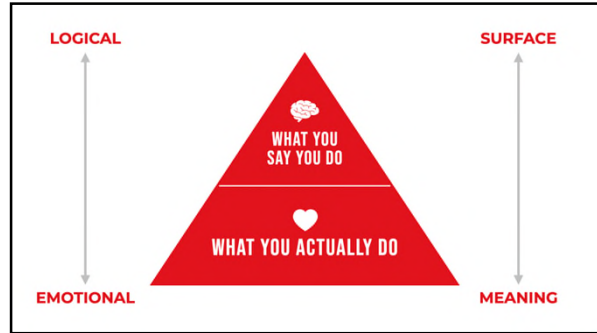 LOGICAL
SURFACE
WHAT YOU
SAY YOU DO
WHAT YOU ACTUALLY DO
EMOTIONAL
MEANING